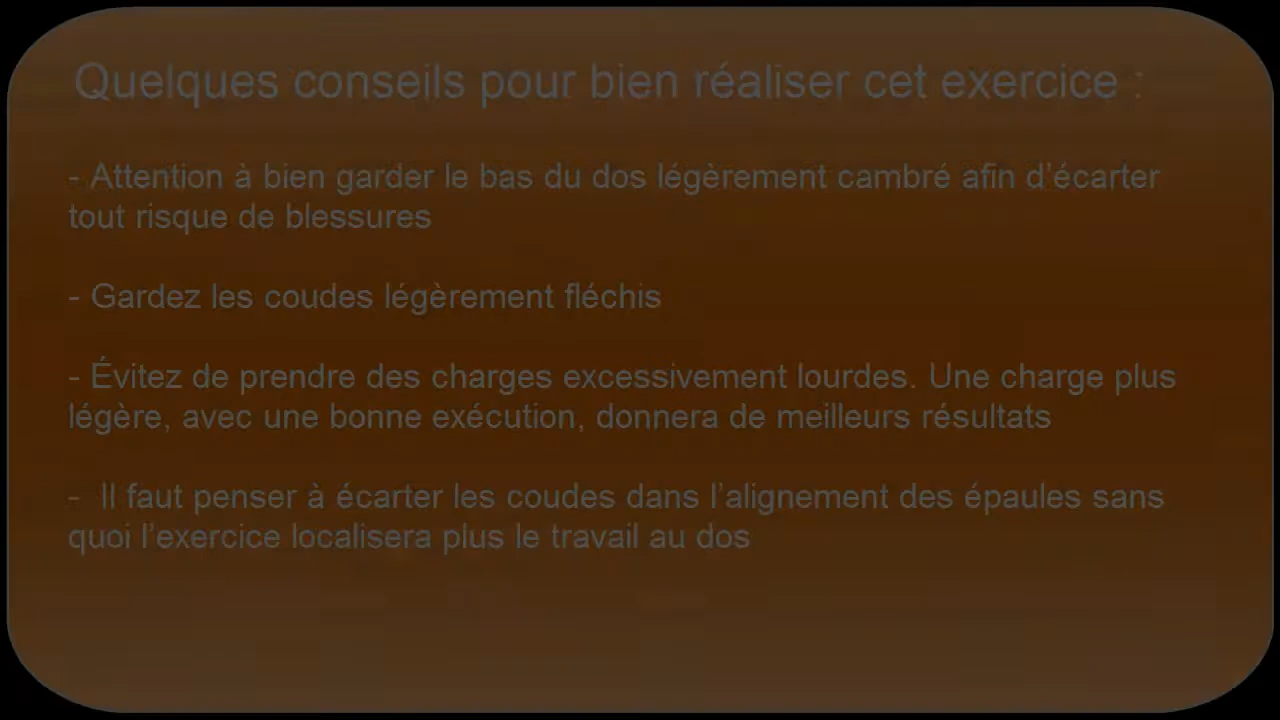 Quelques conseils pour bien réaliser cet exercice :
- Attention à bien garder le bas du dos légèrement cambré afin d’écarter
tout risque de blessures
- Gardez les coudes légèrement fléchis
- Évitez de prendre des charges excessivement lourdes. Une charge plus
légère, avec une bonne exécution, donnera de meilleurs résultats
- Il faut penser à écarter les coudes dans l’alignement des épaules sans
quoi l’exercice localisera plus le travail au dos